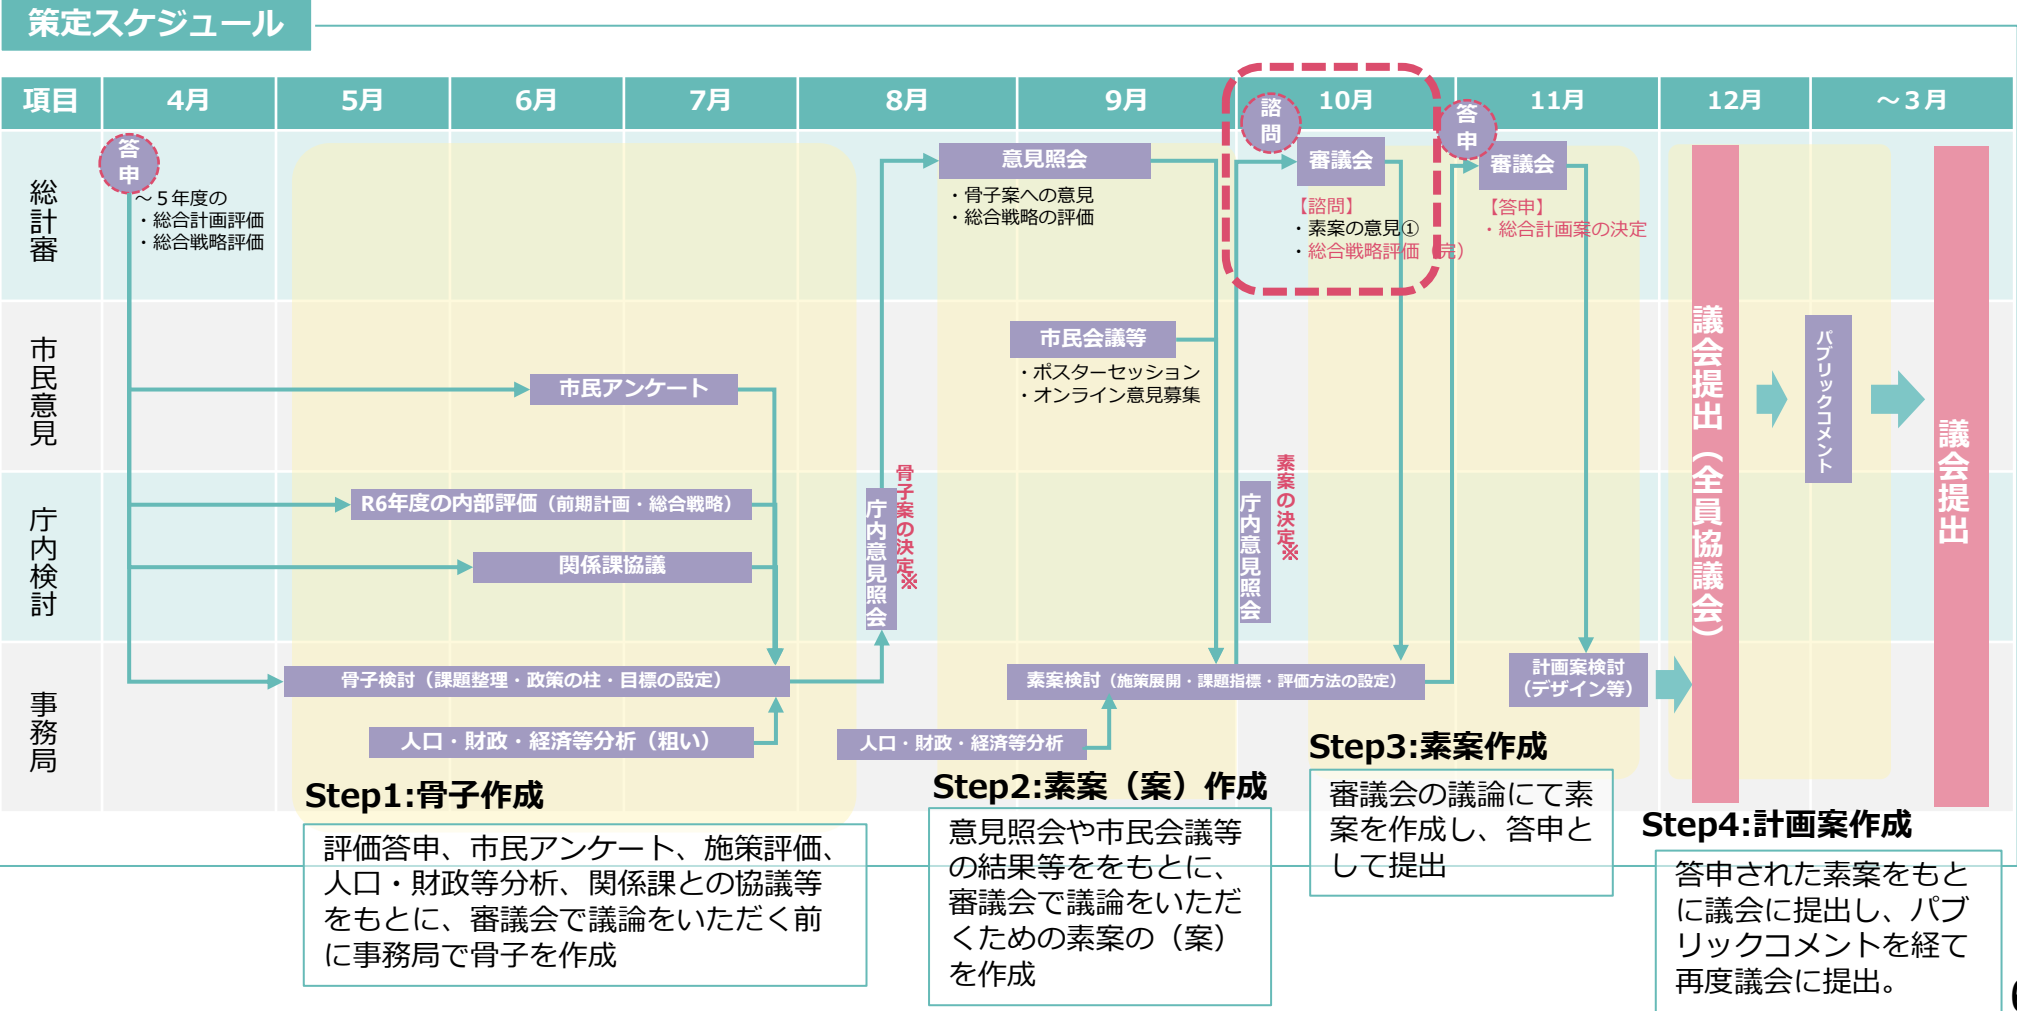 策定スケジュール
項目
4月
5月
6月
7月
8月
9月
10月
11月
12月
～３月
総計審
答申
～５年度の
・総合計画評価
・総合戦略評価
意見照会
・骨子案への意見
・総合戦略の評価
諮問
審議会
【諮問】
・素案の意見①
・総合戦略評価（完）
答申
審議会
【答申】
・総合計画案の決定
市民意見
市民アンケート
市民会議等
・ポスターセッション
・オンライン意見募集
パブリックコメント
議会提出（全員協議会）
議会提出
庁内検討
R6年度の内部評価（前期計画・総合戦略）
関係課協議
庁内意見照会
骨子案の決定※
庁内意見照会
素案の決定※
事務局
骨子検討（課題整理・政策の柱・目標の設定）
人口・財政・経済等分析（粗い）
素案検討（施策展開・課題指標・評価方法の設定）
人口・財政・経済等分析
計画案検討
（デザイン等）
Step1:骨子作成
評価答申、市民アンケート、施策評価、
人口・財政等分析、関係課との協議等
をもとに、審議会で議論をいただく前
に事務局で骨子を作成
Step2:素案（案）作成
意見照会や市民会議等
の結果等ををもとに、
審議会で議論をいただ
くための素案の（案）
を作成
Step3:素案作成
審議会の議論にて素
案を作成し、答申と
して提出
Step4:計画案作成
答申された素案をもと
に議会に提出し、パブ
リックコメントを経て
再度議会に提出。